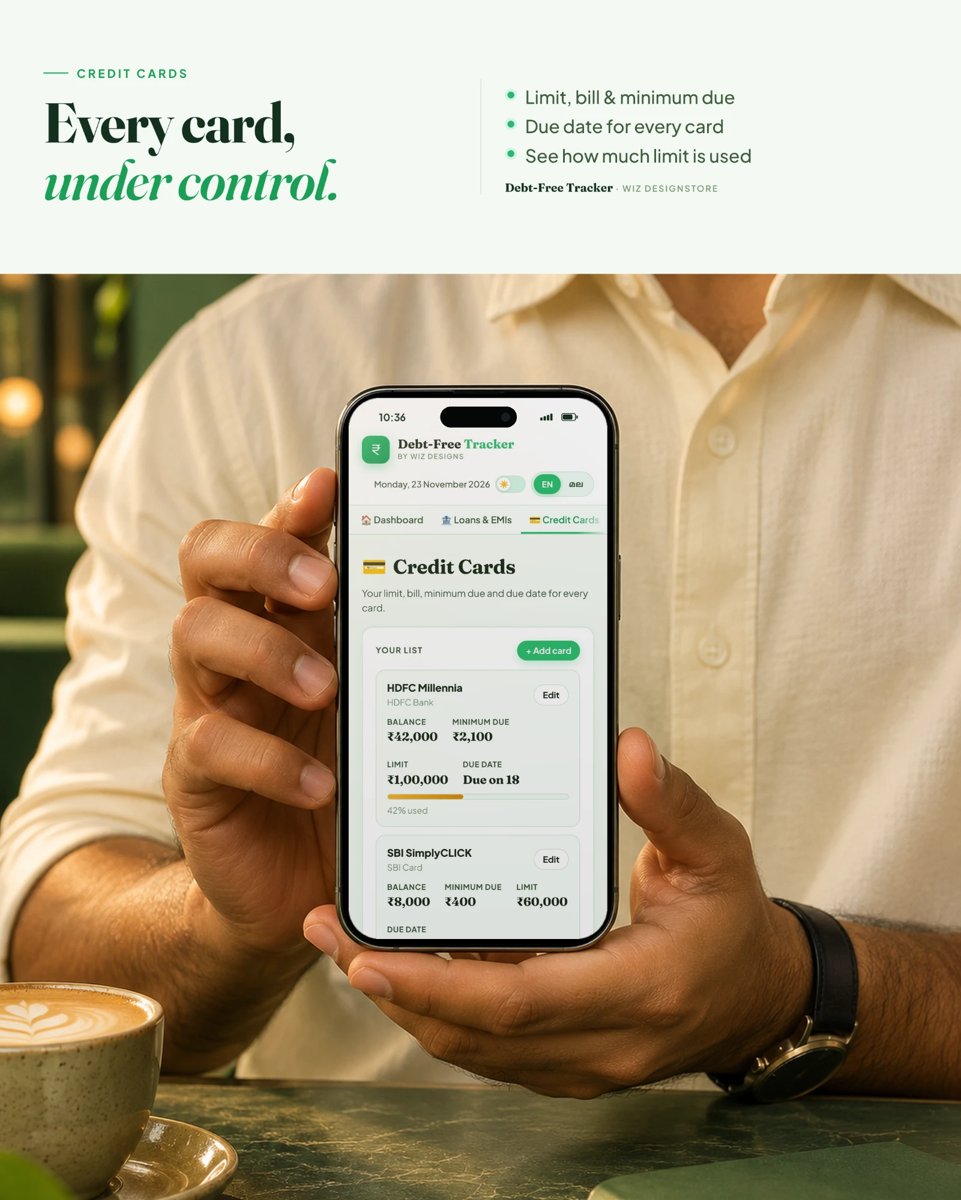 CREDIT CARDS
Every card,
under control.
Limit, bill & minimum due
Due date for every card
See how much limit is used
Debt-Free Tracker · WIZ DESIGNSTORE
10:36
₹
Debt-Free Tracker
BY WIZ DESIGNS
Monday, 23 November 2026
EN മല
Dashboard Loans & EMIs Credit Cards
Credit Cards
Your limit, bill, minimum due and due date for every
card.
YOUR LIST + Add card
HDFC Millennia
HDFC Bank
Edit
BALANCE MINIMUM DUE
₹42,000 ₹2,100
LIMIT DUE DATE
₹1,00,000 Due on 18
42% used
SBI SimplyCLICK
SBI Card
Edit
BALANCE MINIMUM DUE LIMIT
₹8,000 ₹400 ₹60,000
DUE DATE